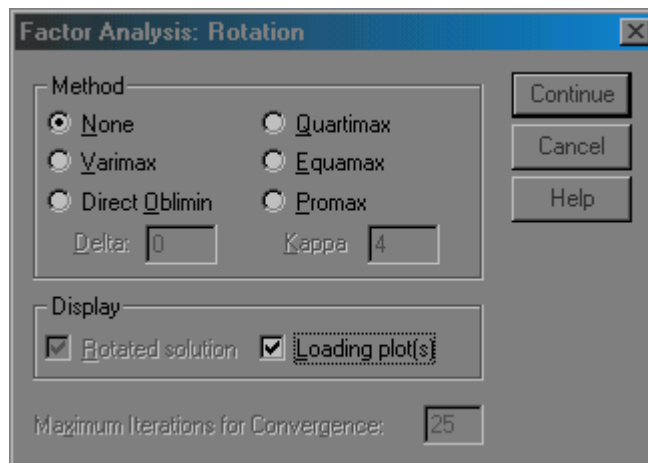 Factor Analysis: Rotation
Method
None
Quartimax
Varimax
Equamax
Direct Oblimin
Promax
Delta: 0
Kappa 4
Display
Rotated solution
Loading plot(s)
Maximum Iterations for Convergence: 25
Continue
Cancel
Help